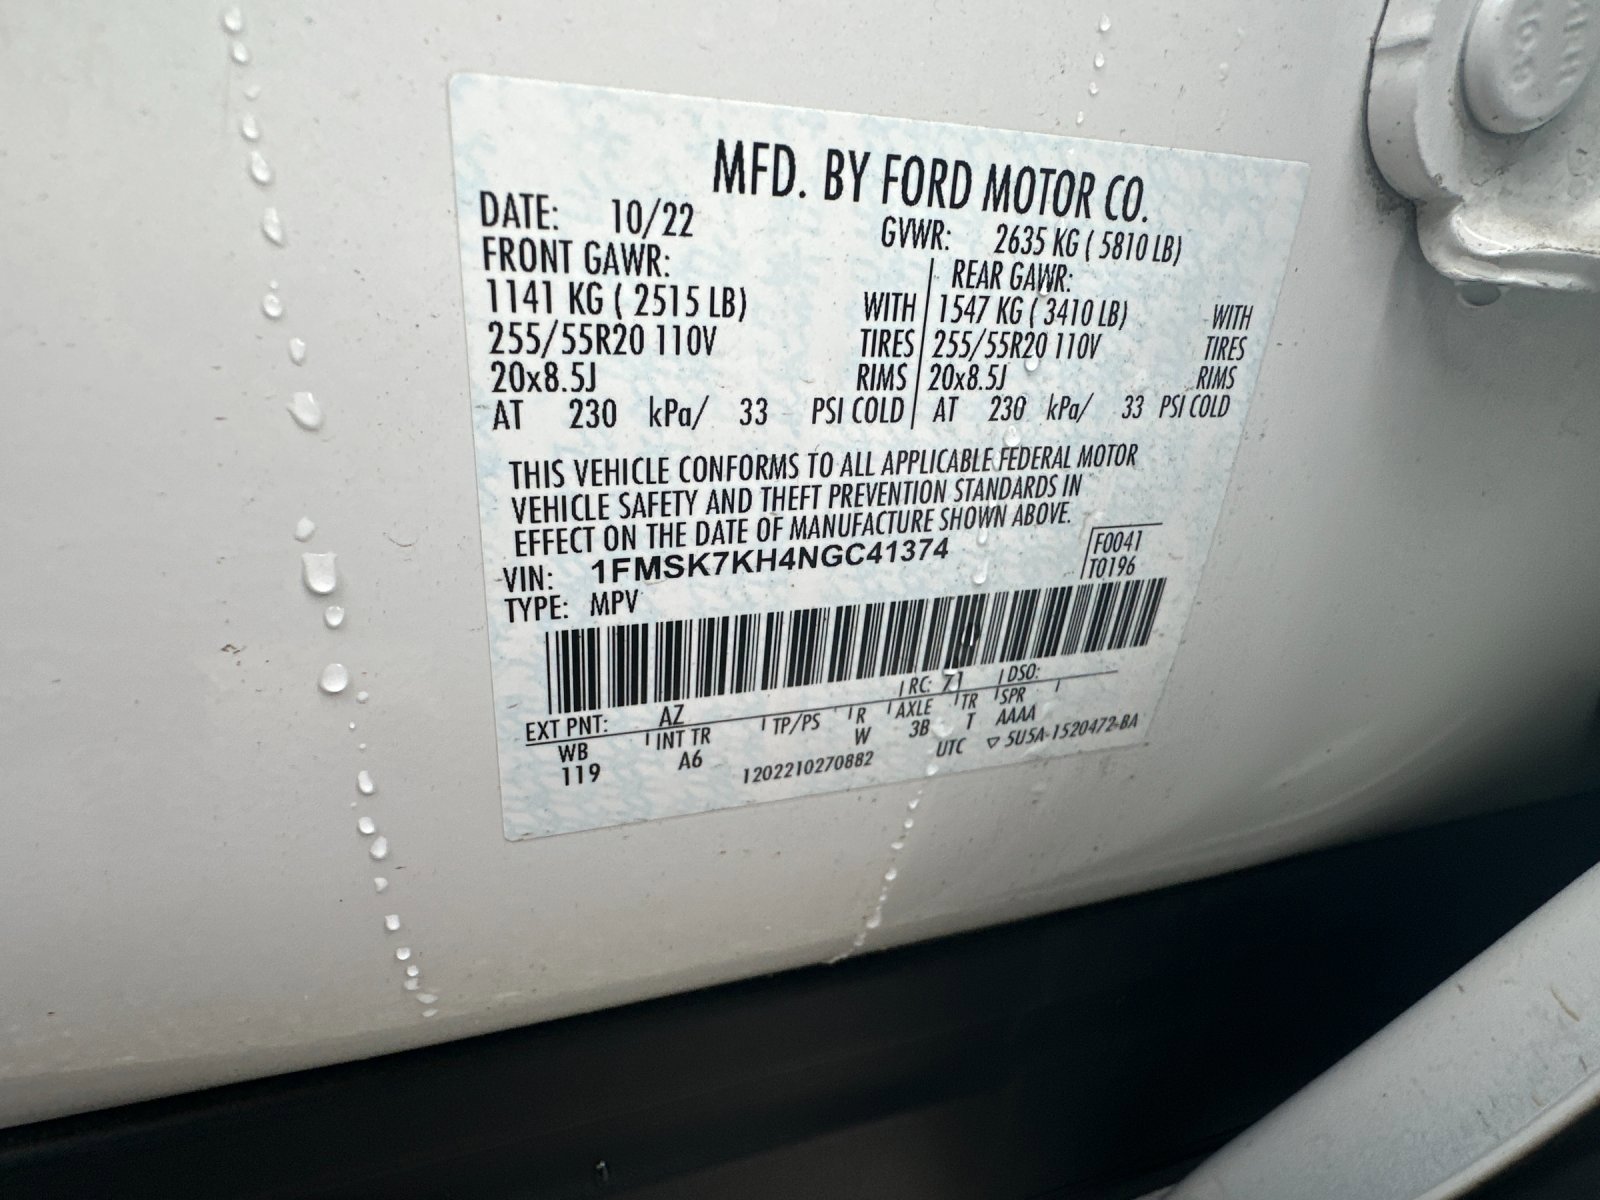 MFD. BY FORD MOTOR CO.
DATE: 10/22 GVWR: 2635 KG ( 5810 LB)
FRONT GAWR: REAR GAWR:
1141 KG ( 2515 LB) WITH 1547 KG ( 3410 LB) WITH
255/55R20 110V TIRES 255/55R20 110V TIRES
20x8.5J RIMS 20x8.5J RIMS
AT 230 kPa/ 33 PSI COLD AT 230 kPa/ 33 PSI COLD
THIS VEHICLE CONFORMS TO ALL APPLICABLE FEDERAL MOTOR
VEHICLE SAFETY AND THEFT PREVENTION STANDARDS IN
EFFECT ON THE DATE OF MANUFACTURE SHOWN ABOVE.
VIN: 1FMSK7KH4NGC41374 F0041
TYPE: MPV T0196
EXT PNT: AZ RC: 71 DSO:
WB INT TR TP/PS R AXLE TR SPR
119 A6 W 3B T AAAA
1202210270882 UTC ▽ 5U5A-1520472-BA